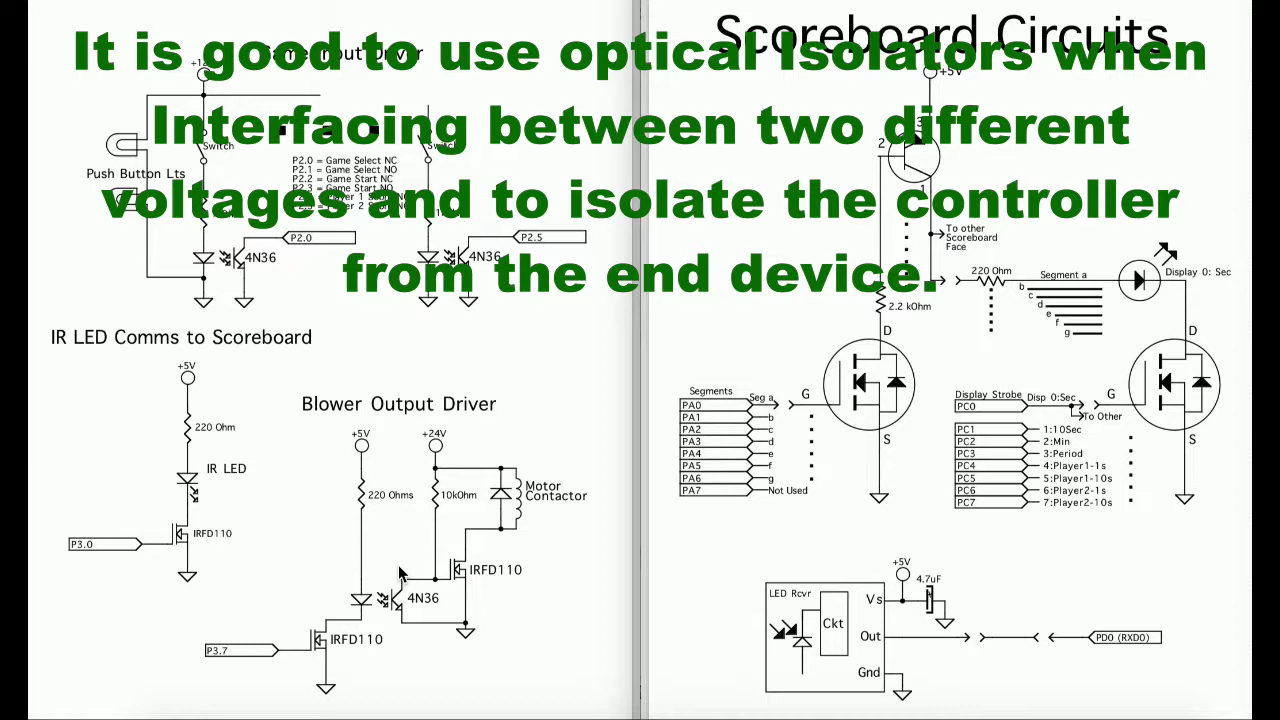 Scoreboard Circuits
It is good to use optical Isolators when
Interfacing between two different
voltages and to isolate the controller
from the end device.
Switch
Push Button Lts
P2.0 = Game Select NC
P2.1 = Game Select NO
P2.2 = Game Start NC
P2.3 = Game Start NO
P2.0
4N36
P2.5
4N36
IR LED Comms to Scoreboard
+5V
220 Ohm
IR LED
IRFD110
P3.0
Blower Output Driver
+5V
+24V
220 Ohms
10kOhm
Motor
Contactor
IRFD110
4N36
IRFD110
P3.7
+5V
2
3
1
To other
Scoreboard
Face
2.2 kOhm
220 Ohm
Segment a
b
c
d
e
f
g
Display 0: Sec
D
G
S
D
G
S
Segments
Seg a
PA0
PA1 b
PA2 c
PA3 d
PA4 e
PA5 f
PA6 g
PA7 Not Used
Display Strobe
Disp 0:Sec
PC0
To Other
PC1 1:10Sec
PC2 2:Min
PC3 3:Period
PC4 4:Player1-1s
PC5 5:Player1-10s
PC6 6:Player2-1s
PC7 7:Player2-10s
+5V
4.7uF
LED Rcvr
Ckt
Vs
Out
Gnd
PD0 (RXD0)